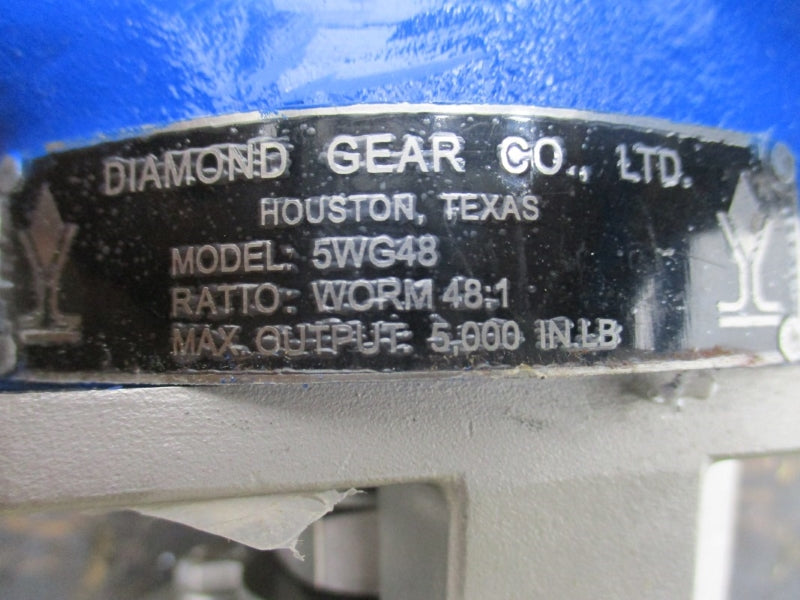 DIAMOND GEAR CO., LTD.
HOUSTON, TEXAS
MODEL: 5WG48
RATIO: WORM 48:1
MAX. OUTPUT: 5,000 IN.LB